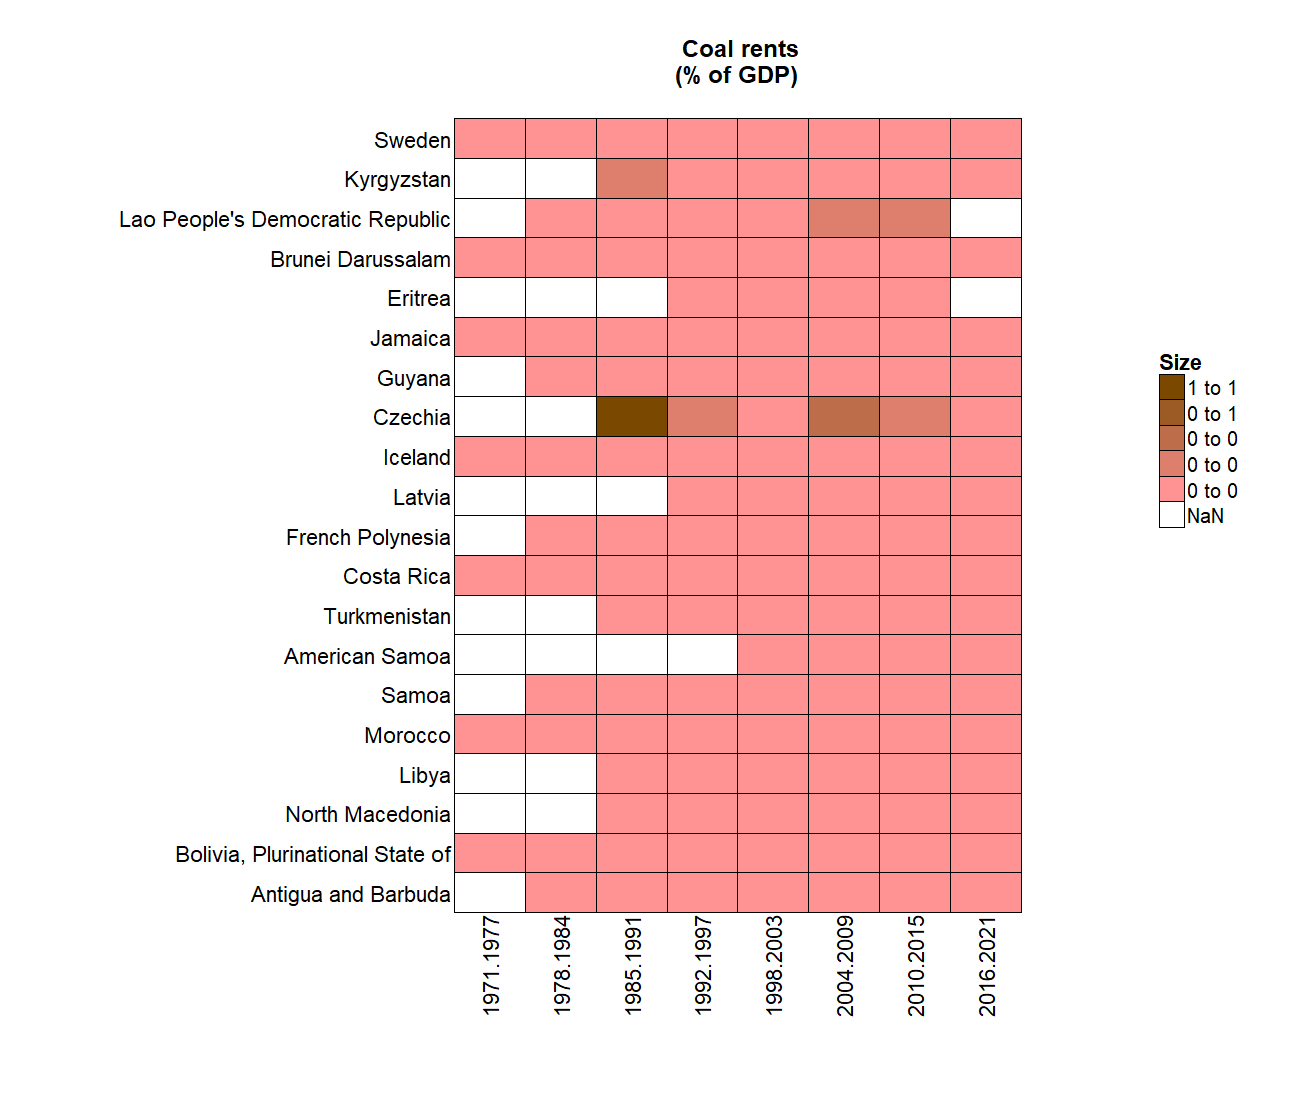 Coal rents
(% of GDP)
Sweden
Kyrgyzstan
Lao People's Democratic Republic
Brunei Darussalam
Eritrea
Jamaica
Guyana
Czechia
Iceland
Latvia
French Polynesia
Costa Rica
Turkmenistan
American Samoa
Samoa
Morocco
Libya
North Macedonia
Bolivia, Plurinational State of
Antigua and Barbuda
1971.1977
1978.1984
1985.1991
1992.1997
1998.2003
2004.2009
2010.2015
2016.2021
Size
1 to 1
0 to 1
0 to 0
0 to 0
0 to 0
NaN